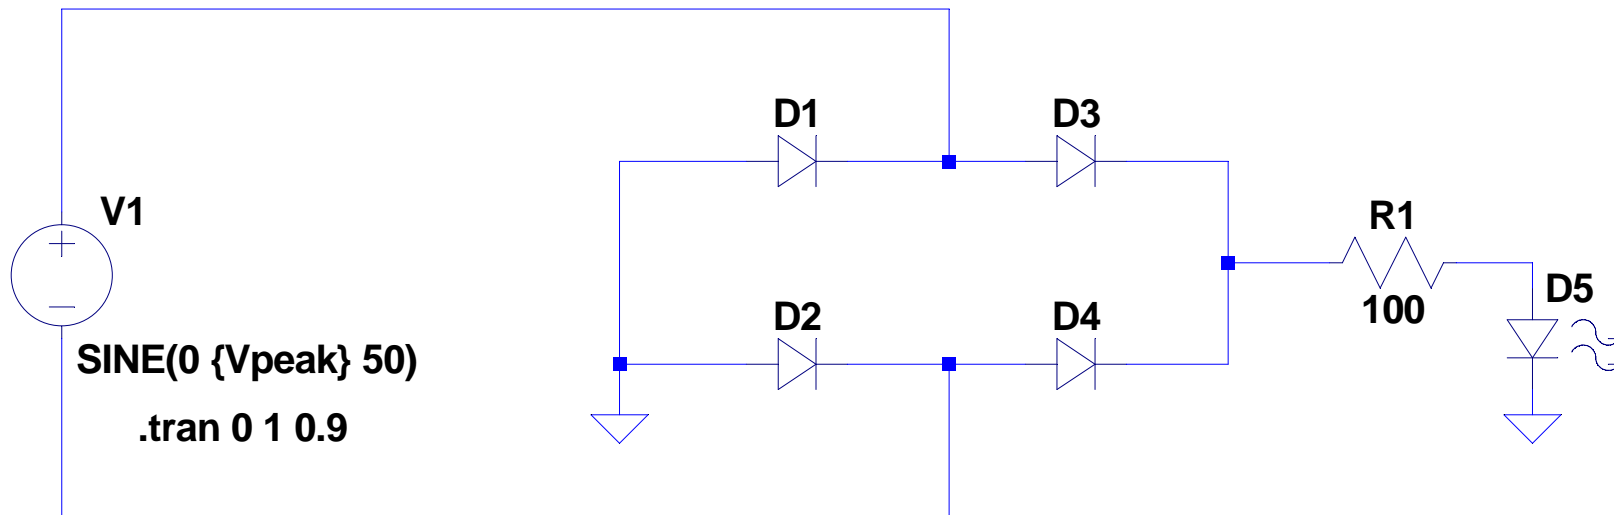 D1
D3
V1
R1
D5
100
D2
D4
SINE(0 {Vpeak} 50)
.tran 0 1 0.9